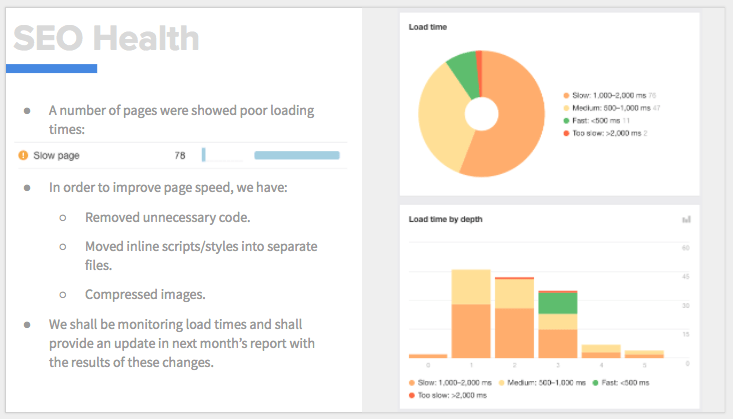 SEO Health
A number of pages were showed poor loading
times:
Slow page 78
In order to improve page speed, we have:
Removed unnecessary code.
Moved inline scripts/styles into separate
files.
Compressed images.
We shall be monitoring load times and shall
provide an update in next month's report with
the results of these changes.
Load time
Slow: 1,000–2,000 ms 76
Medium: 500–1,000 ms 47
Fast: <500 ms 11
Too slow: >2,000 ms 2
Load time by depth
60
45
30
15
0
0 1 2 3 4 5
Slow: 1,000–2,000 ms Medium: 500–1,000 ms Fast: <500 ms
Too slow: >2,000 ms